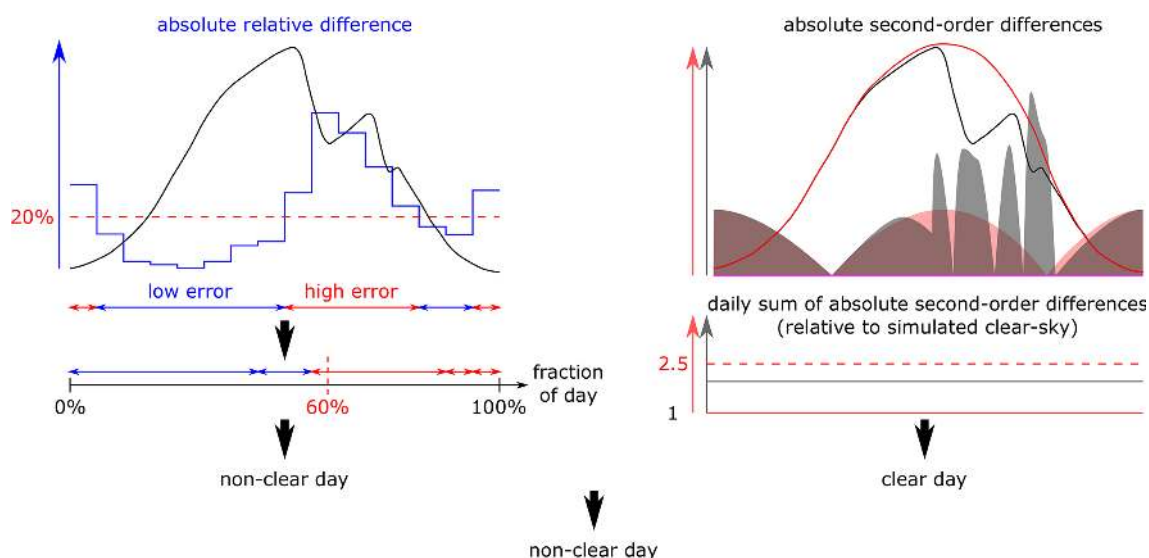 absolute relative difference
20%
low error
high error
fraction
of day
0%
60%
100%
non-clear day
absolute second-order differences
daily sum of absolute second-order differences
(relative to simulated clear-sky)
2.5
1
clear day
non-clear day